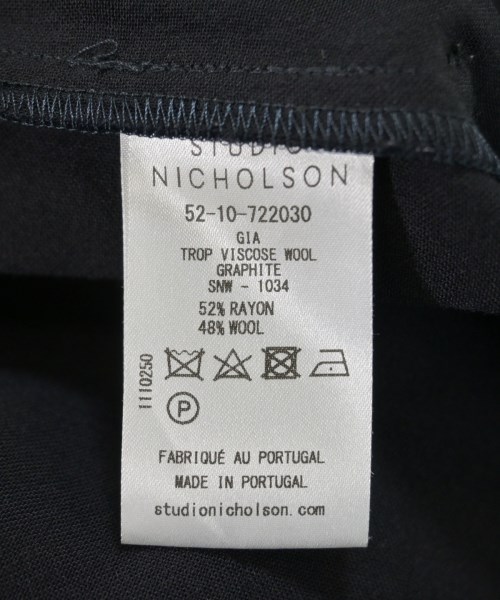 STUDIO
NICHOLSON
52-10-722030
GIA
TROP VISCOSE WOOL
GRAPHITE
SNW - 1034
52% RAYON
48% WOOL
1110250
P
FABRIQUÉ AU PORTUGAL
MADE IN PORTUGAL
studionicholson.com